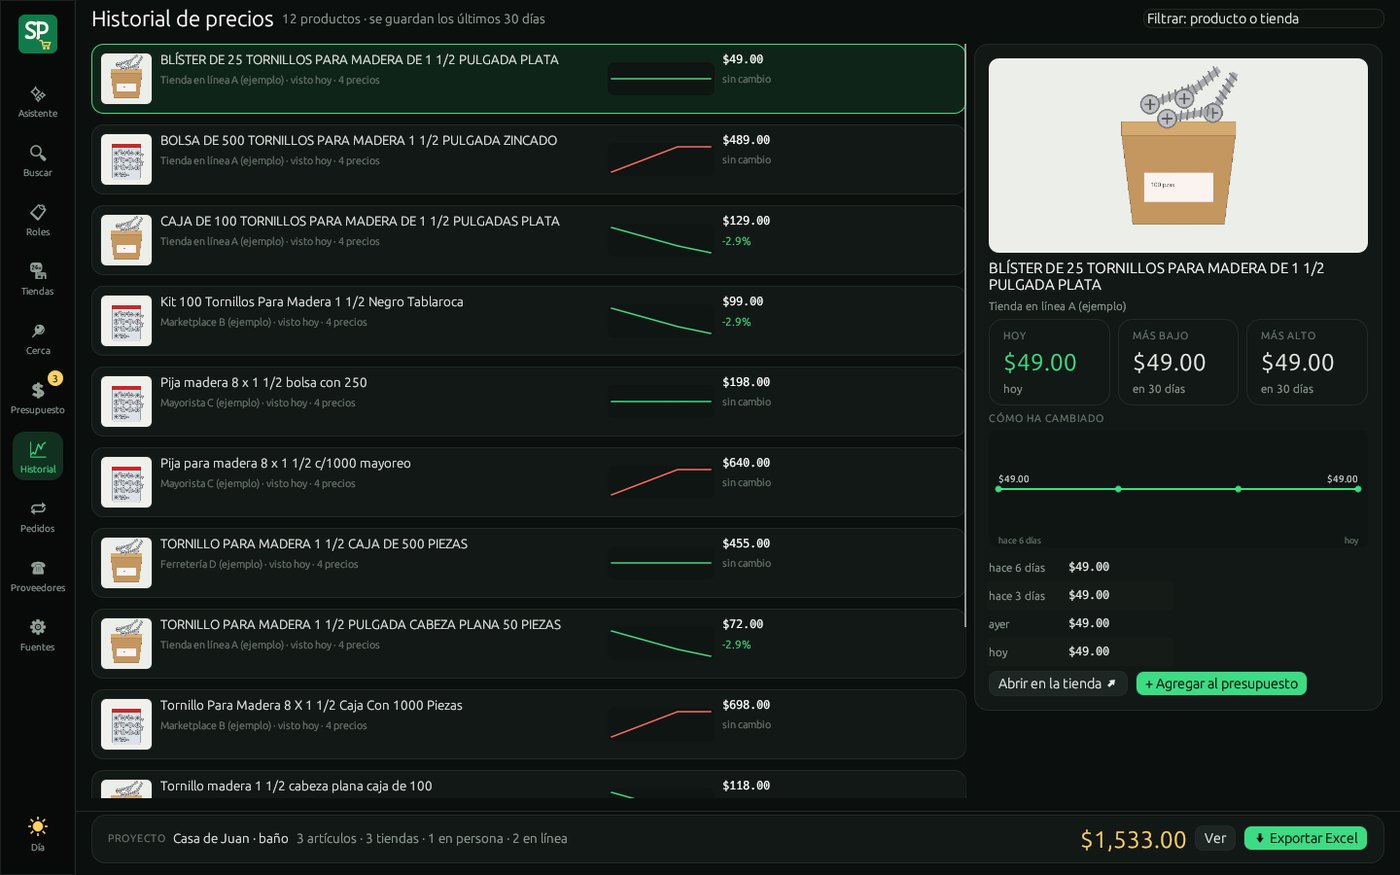 SP
Asistente
Buscar
Roles
Tiendas
Cerca
3
Presupuesto
Historial
Pedidos
Proveedores
Fuentes
Día
Historial de precios 12 productos · se guardan los últimos 30 días
Filtrar: producto o tienda
BLÍSTER DE 25 TORNILLOS PARA MADERA DE 1 1/2 PULGADA PLATA
Tienda en línea A (ejemplo) · visto hoy · 4 precios
$49.00
sin cambio
BOLSA DE 500 TORNILLOS PARA MADERA 1 1/2 PULGADA ZINCADO
Tienda en línea A (ejemplo) · visto hoy · 4 precios
$489.00
sin cambio
CAJA DE 100 TORNILLOS PARA MADERA DE 1 1/2 PULGADAS PLATA
Tienda en línea A (ejemplo) · visto hoy · 4 precios
$129.00
-2.9%
Kit 100 Tornillos Para Madera 1 1/2 Negro Tablaroca
Marketplace B (ejemplo) · visto hoy · 4 precios
$99.00
-2.9%
Pija madera 8 x 1 1/2 bolsa con 250
Mayorista C (ejemplo) · visto hoy · 4 precios
$198.00
sin cambio
Pija para madera 8 x 1 1/2 c/1000 mayoreo
Mayorista C (ejemplo) · visto hoy · 4 precios
$640.00
sin cambio
TORNILLO PARA MADERA 1 1/2 CAJA DE 500 PIEZAS
Ferretería D (ejemplo) · visto hoy · 4 precios
$455.00
sin cambio
TORNILLO PARA MADERA 1 1/2 PULGADA CABEZA PLANA 50 PIEZAS
Tienda en línea A (ejemplo) · visto hoy · 4 precios
$72.00
-2.9%
Tornillo Para Madera 8 X 1 1/2 Caja Con 1000 Piezas
Marketplace B (ejemplo) · visto hoy · 4 precios
$698.00
sin cambio
Tornillo madera 1 1/2 cabeza plana caja de 100
$118.00
100 pzas
BLÍSTER DE 25 TORNILLOS PARA MADERA DE 1 1/2
PULGADA PLATA
Tienda en línea A (ejemplo)
HOY
$49.00
hoy
MÁS BAJO
$49.00
en 30 días
MÁS ALTO
$49.00
en 30 días
CÓMO HA CAMBIADO
$49.00 $49.00
hace 6 días hoy
hace 6 días $49.00
hace 3 días $49.00
ayer $49.00
hoy $49.00
Abrir en la tienda
+ Agregar al presupuesto
PROYECTO Casa de Juan · baño 3 artículos · 3 tiendas · 1 en persona · 2 en línea
$1,533.00 Ver Exportar Excel